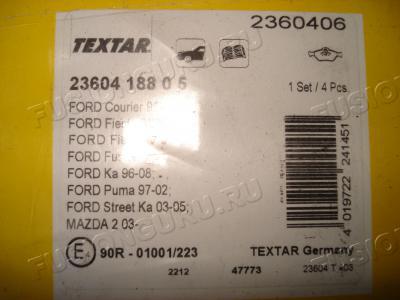 2360406
TEXTAR
23604 188 0 5
1 Set / 4 Pcs.
FORD Courier
FORD
FORD
FORD
FORD Ka 96-08; -
FORD Puma 97-02;
FORD Street Ka 03-05;
MAZDA 2 03-
4 019722 241451
E 90R - 01001/223
TEXTAR Germany
2212 47773 23604 T
FUSIONGURU.RU